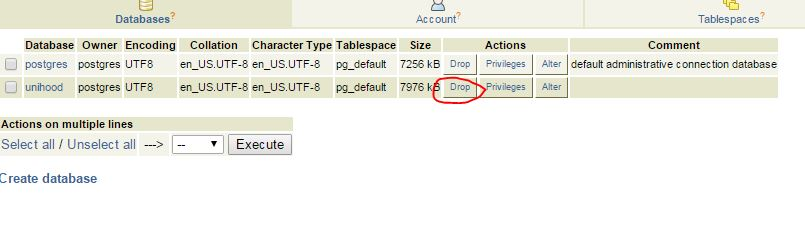 Databases? Account? Tablespaces?
Database Owner Encoding Collation Character Type Tablespace Size Actions Comment
postgres postgres UTF8 en_US.UTF-8 en_US.UTF-8 pg_default 7256 kB Drop Privileges Alter default administrative connection database
unihood postgres UTF8 en_US.UTF-8 en_US.UTF-8 pg_default 7976 kB Drop Privileges Alter
Actions on multiple lines
Select all / Unselect all ---> -- Execute
Create database